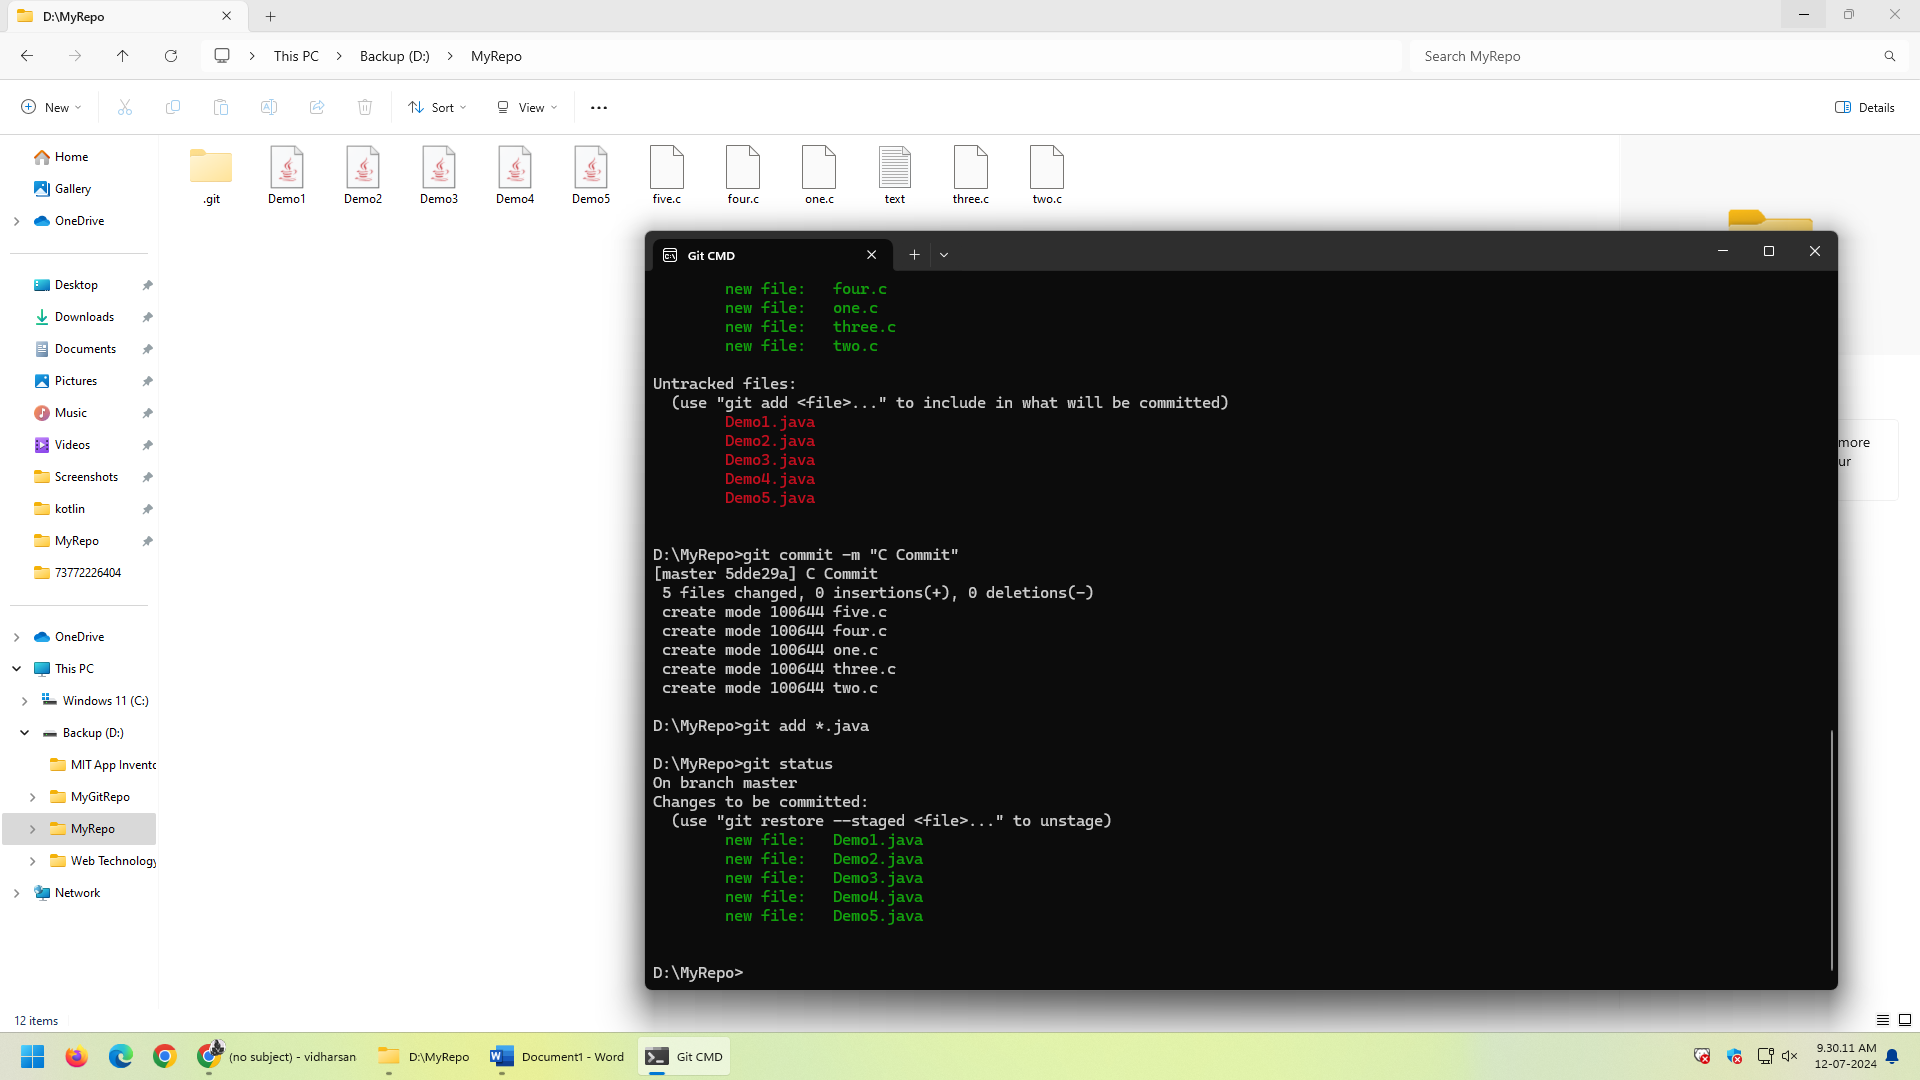 D:\MyRepo
This PC
Backup (D:)
MyRepo
Search MyRepo
New
Sort
View
Details
Home
Gallery
OneDrive
Desktop
Downloads
Documents
Pictures
Music
Videos
Screenshots
kotlin
MyRepo
73772226404
OneDrive
This PC
Windows 11 (C:)
Backup (D:)
MIT App Invento
MyGitRepo
MyRepo
Web Technology
Network
12 items
.git
Demo1
Demo2
Demo3
Demo4
Demo5
five.c
four.c
one.c
text
three.c
two.c
more
ur
Git CMD
new file:   four.c
new file:   one.c
new file:   three.c
new file:   two.c
Untracked files:
(use "git add <file>..." to include in what will be committed)
Demo1.java
Demo2.java
Demo3.java
Demo4.java
Demo5.java
D:\MyRepo>git commit -m "C Commit"
[master 5dde29a] C Commit
5 files changed, 0 insertions(+), 0 deletions(-)
create mode 100644 five.c
create mode 100644 four.c
create mode 100644 one.c
create mode 100644 three.c
create mode 100644 two.c
D:\MyRepo>git add *.java
D:\MyRepo>git status
On branch master
Changes to be committed:
(use "git restore --staged <file>..." to unstage)
new file:   Demo1.java
new file:   Demo2.java
new file:   Demo3.java
new file:   Demo4.java
new file:   Demo5.java
D:\MyRepo>
(no subject) - vidharsan
D:\MyRepo
Document1 - Word
Git CMD
9.30.11 AM
12-07-2024